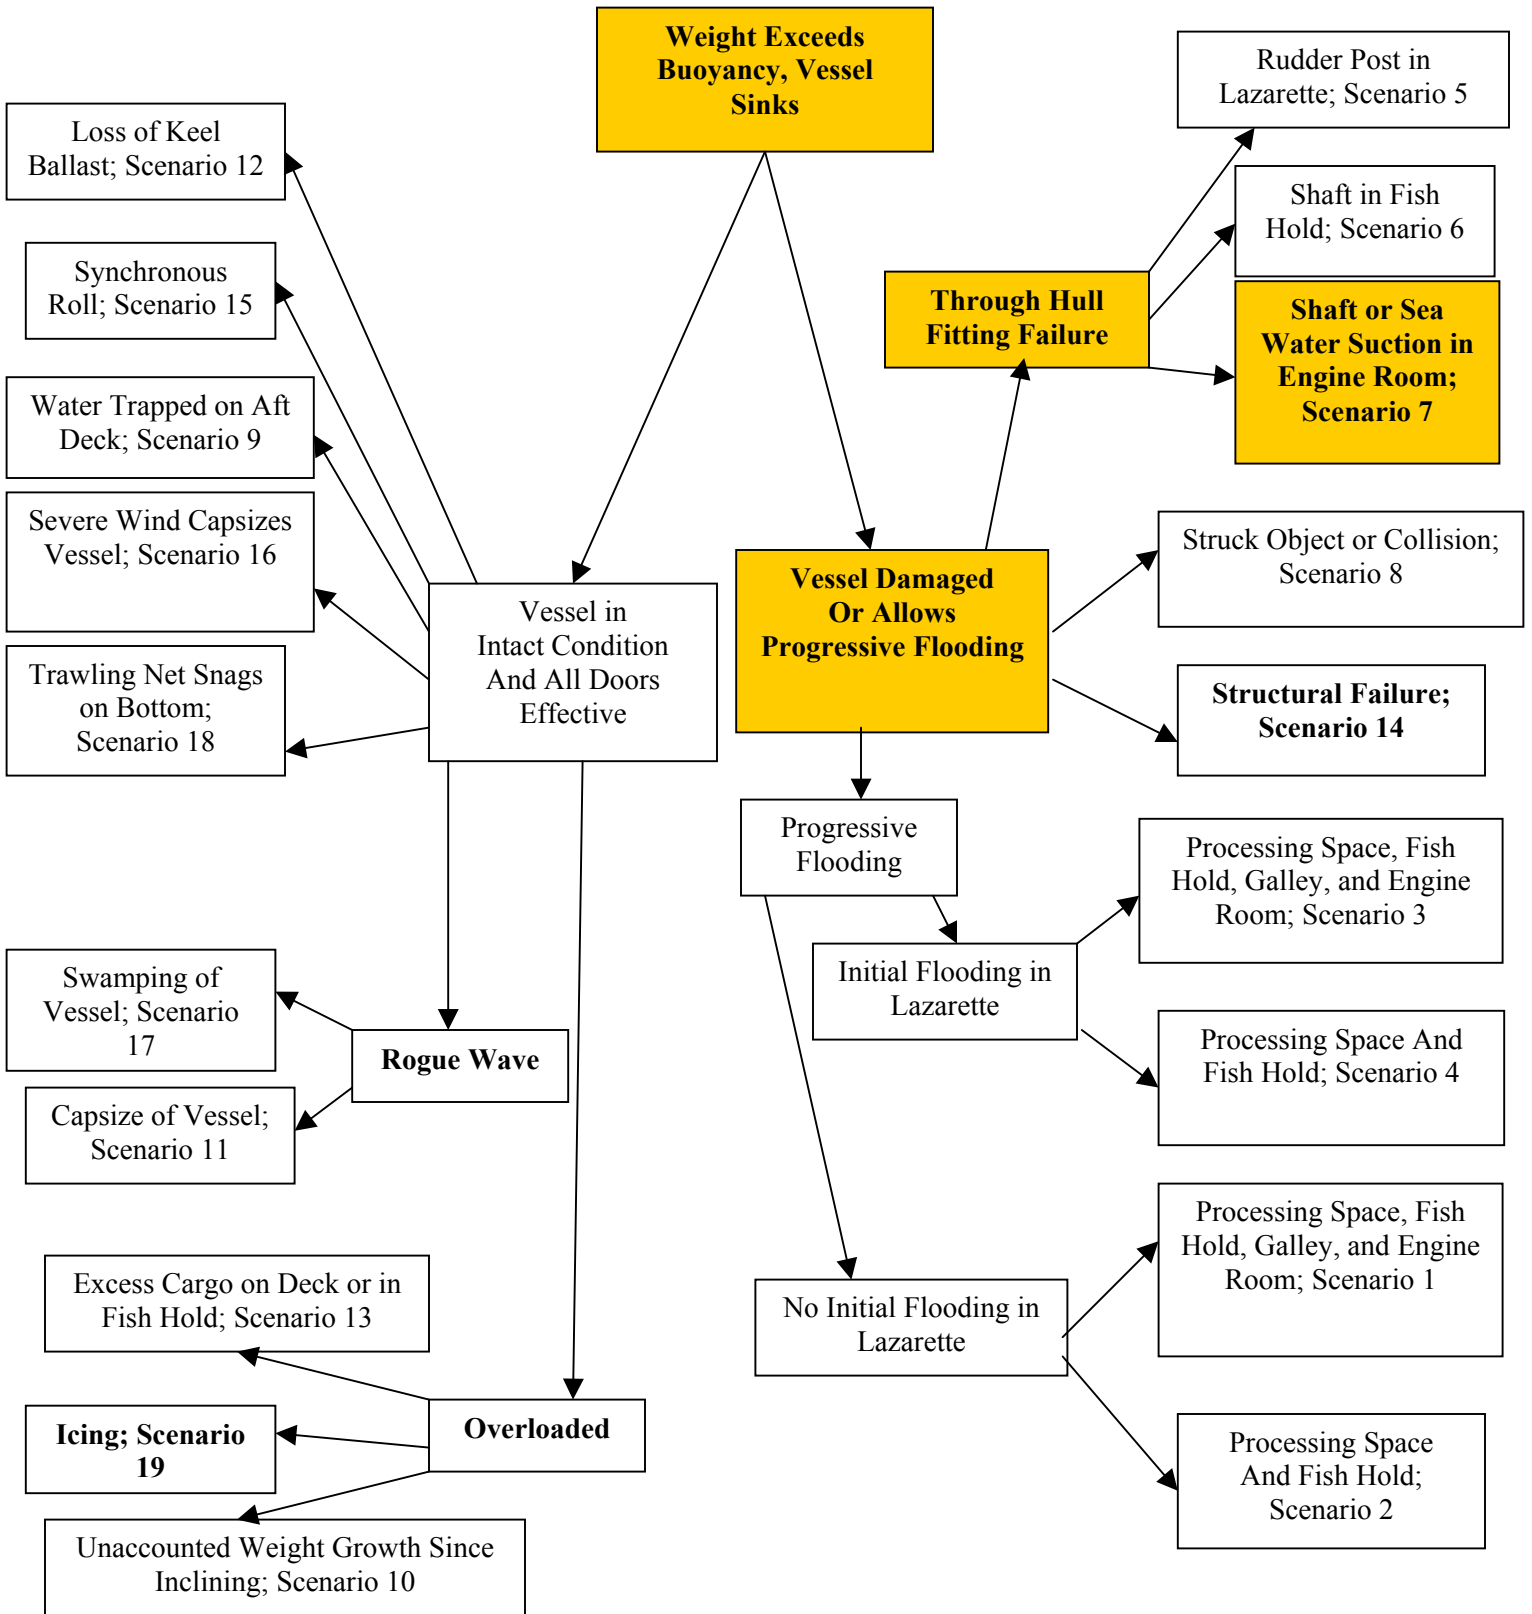 Weight Exceeds
Buoyancy, Vessel
Sinks
Rudder Post in
Lazarette; Scenario 5
Loss of Keel
Ballast; Scenario 12
Shaft in Fish
Hold; Scenario 6
Synchronous
Roll; Scenario 15
Through Hull
Fitting Failure
Shaft or Sea
Water Suction in
Engine Room;
Scenario 7
Water Trapped on Aft
Deck; Scenario 9
Severe Wind Capsizes
Vessel; Scenario 16
Struck Object or Collision;
Scenario 8
Vessel in
Intact Condition
And All Doors
Effective
Vessel Damaged
Or Allows
Progressive Flooding
Trawling Net Snags
on Bottom;
Scenario 18
Structural Failure;
Scenario 14
Progressive
Flooding
Processing Space, Fish
Hold, Galley, and Engine
Room; Scenario 3
Swamping of
Vessel; Scenario
17
Initial Flooding in
Lazarette
Rogue Wave
Processing Space And
Fish Hold; Scenario 4
Capsize of Vessel;
Scenario 11
Processing Space, Fish
Hold, Galley, and Engine
Room; Scenario 1
Excess Cargo on Deck or in
Fish Hold; Scenario 13
No Initial Flooding in
Lazarette
Icing; Scenario
19
Overloaded
Processing Space
And Fish Hold;
Scenario 2
Unaccounted Weight Growth Since
Inclining; Scenario 10